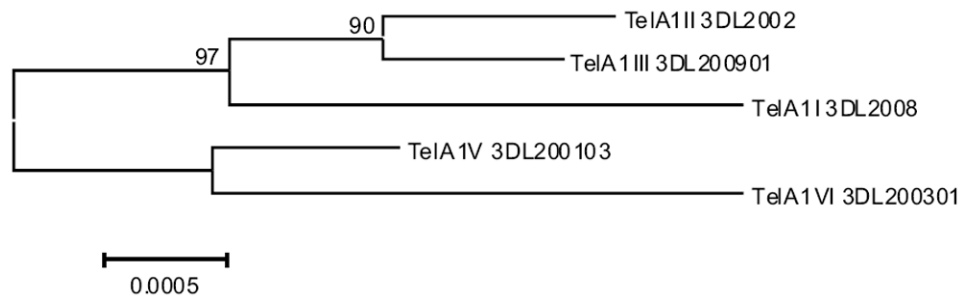 TelA1II 3DL2002
90
97
TelA1III 3DL200901
TelA1I 3DL2008
TelA1V 3DL200103
TelA1VI 3DL200301
0.0005